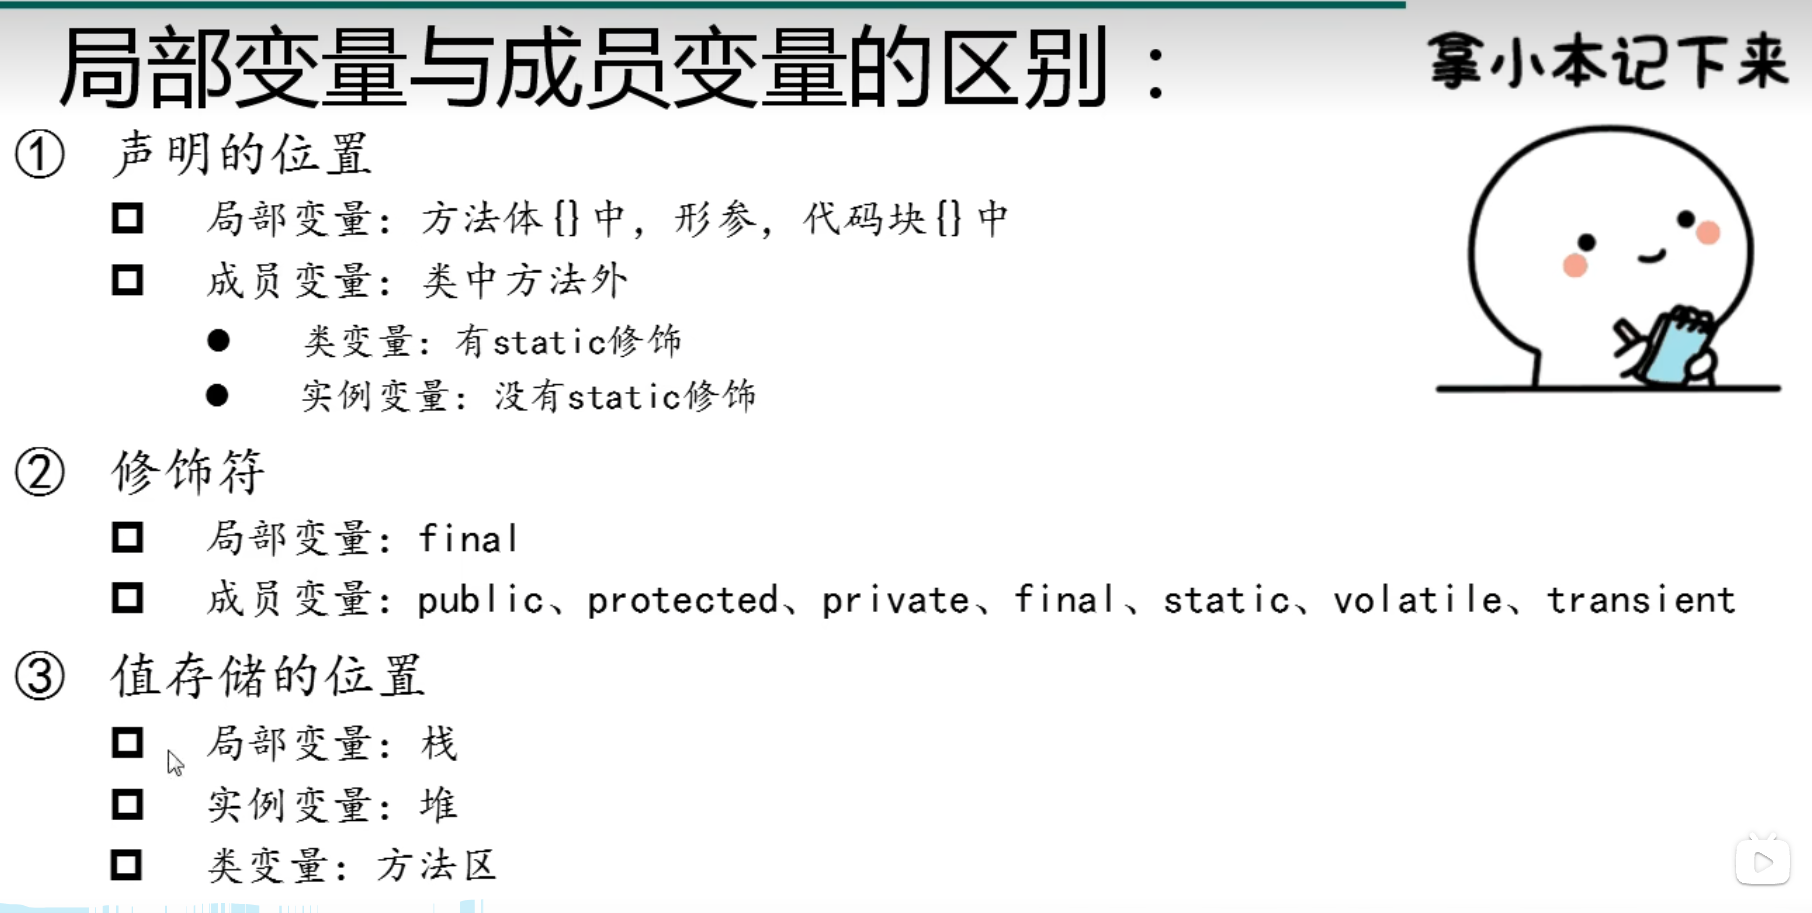 局部变量与成员变量的区别：
拿小本记下来
① 声明的位置
局部变量：方法体{}中，形参，代码块{}中
成员变量：类中方法外
类变量：有static修饰
实例变量：没有static修饰
② 修饰符
局部变量：final
成员变量：public、protected、private、final、static、volatile、transient
③ 值存储的位置
局部变量：栈
实例变量：堆
类变量：方法区